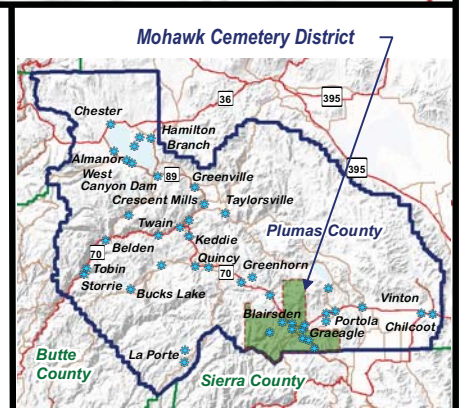 Mohawk Cemetery District
36
395
Chester
Hamilton
Branch
395
Almanor
West
Canyon Dam
89
Greenville
Crescent Mills
Taylorsville
Twain
Plumas County
Keddie
Belden
70
Quincy
70
Greenhorn
Tobin
Storrie
Bucks Lake
Vinton
Blairsden
Portola
Graeagle
Chilcoot
La Porte
Butte
County
Sierra County